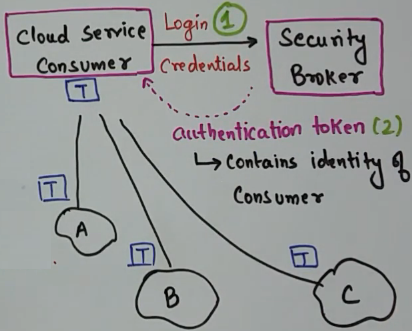 Cloud Service
Consumer
Login 1
Credentials
Security
Broker
T
authentication token (2)
↳ Contains identity of
Consumer
T
A
T
B
T
C